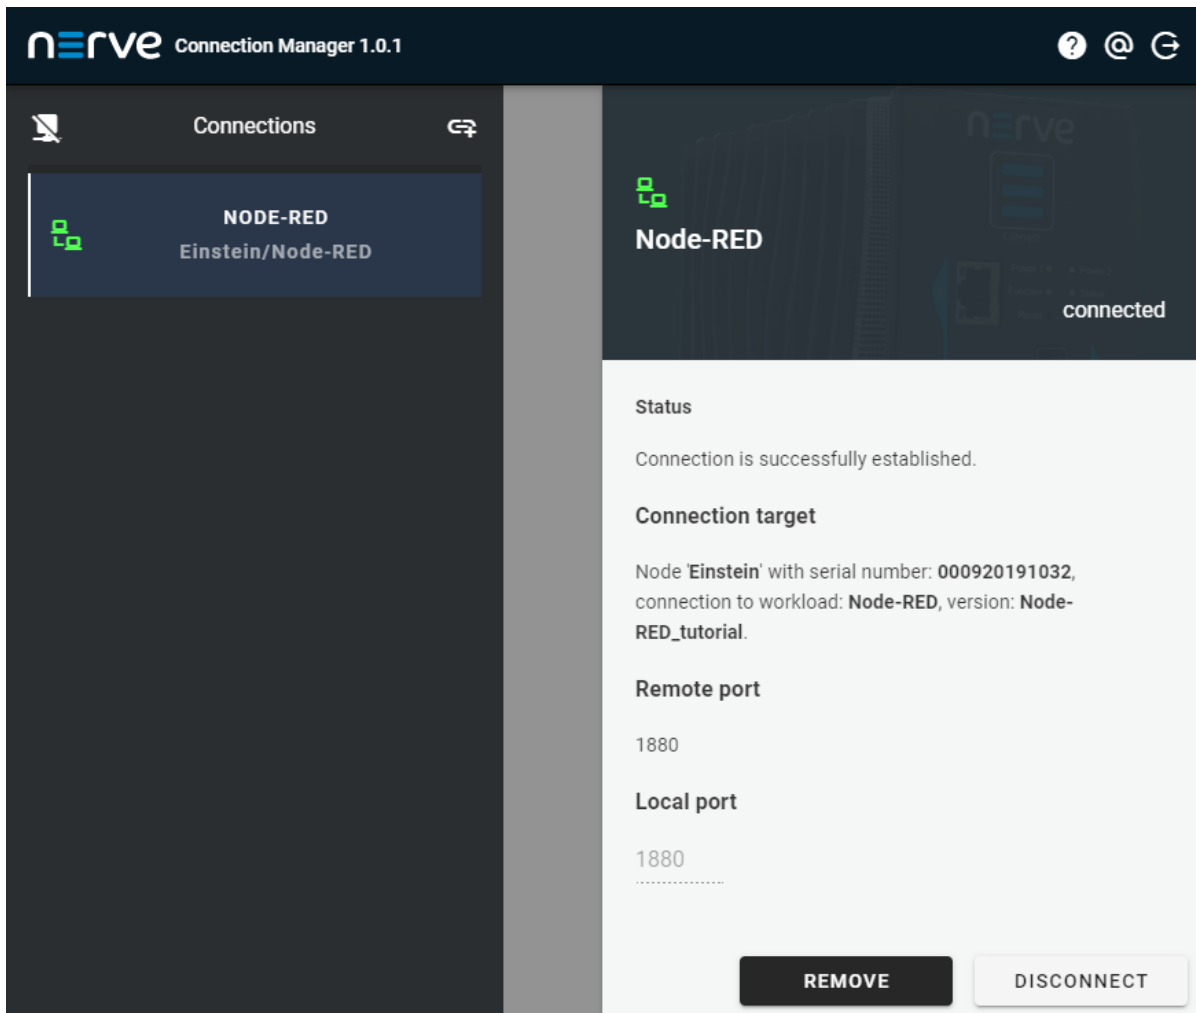 nerve Connection Manager 1.0.1
Connections
NODE-RED
Einstein/Node-RED
nerve
Node-RED
connected
Status
Connection is successfully established.
Connection target
Node 'Einstein' with serial number: 000920191032,
connection to workload: Node-RED, version: Node-
RED_tutorial.
Remote port
1880
Local port
1880
REMOVE
DISCONNECT